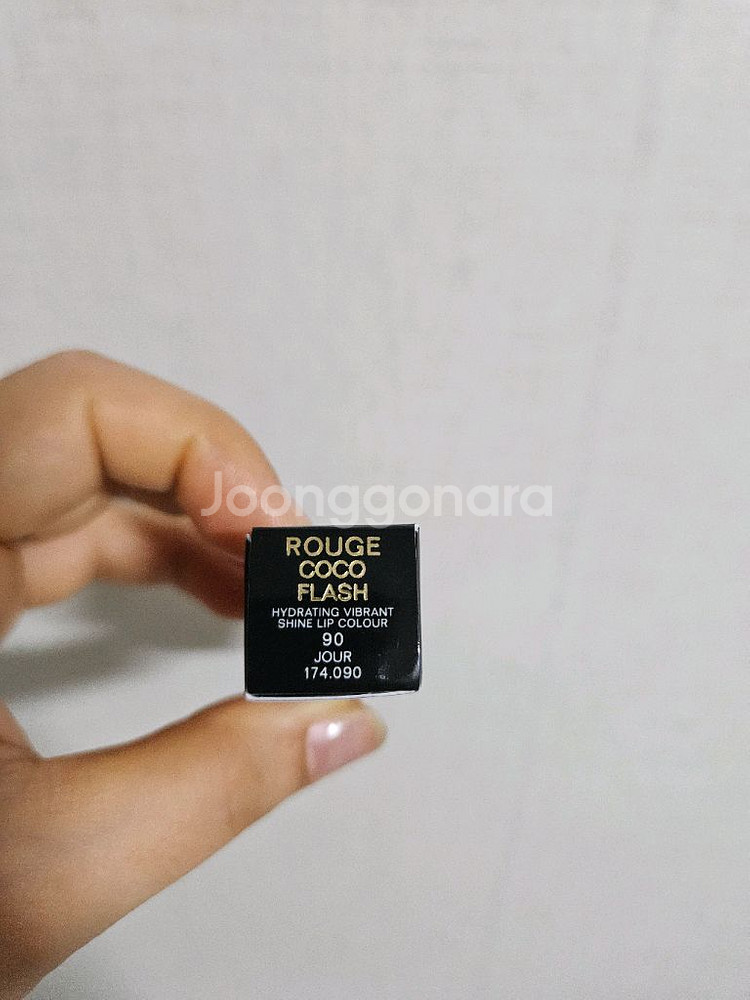 Joonggonara
ROUGE
COCO
FLASH
HYDRATING VIBRANT
SHINE LIP COLOUR
90
JOUR
174.090